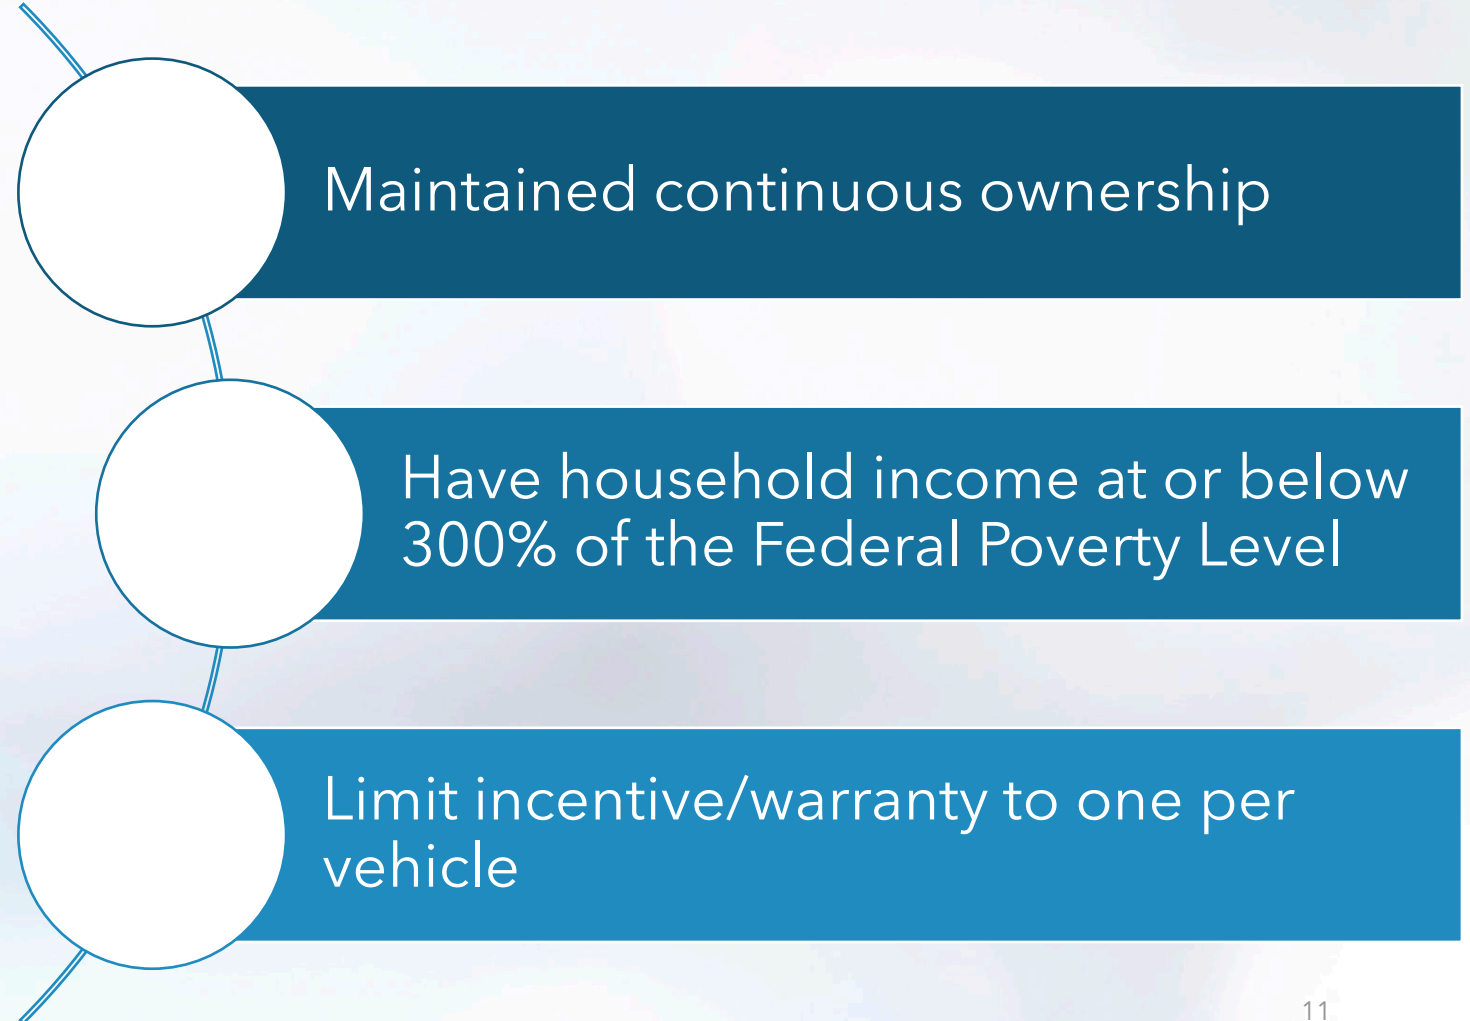 Maintained continuous ownership
Have household income at or below
300% of the Federal Poverty Level
Limit incentive/warranty to one per
vehicle
11